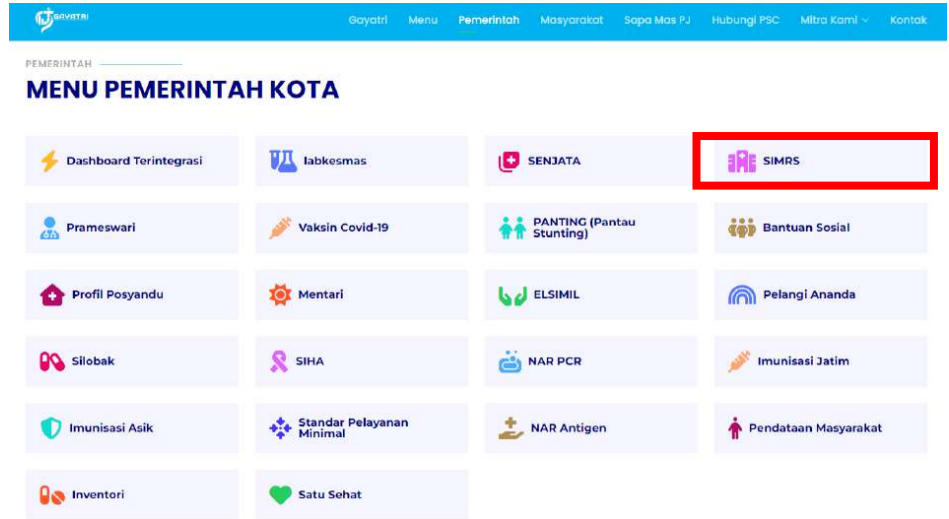 GAYATRI
Gayatri Menu Pemerintah Masyarakat Sapa Mas PJ Hubungi PSC Mitra Kami Kontak
PEMERINTAH
MENU PEMERINTAH KOTA
Dashboard Terintegrasi
labkesmas
SENJATA
SIMRS
Prameswari
Vaksin Covid-19
PANTING (Pantau
Stunting)
Bantuan Sosial
Profil Posyandu
Mentari
ELSIMIL
Pelangi Ananda
Silobak
SIHA
NAR PCR
Imunisasi Jatim
Imunisasi Asik
Standar Pelayanan
Minimal
NAR Antigen
Pendataan Masyarakat
Inventori
Satu Sehat